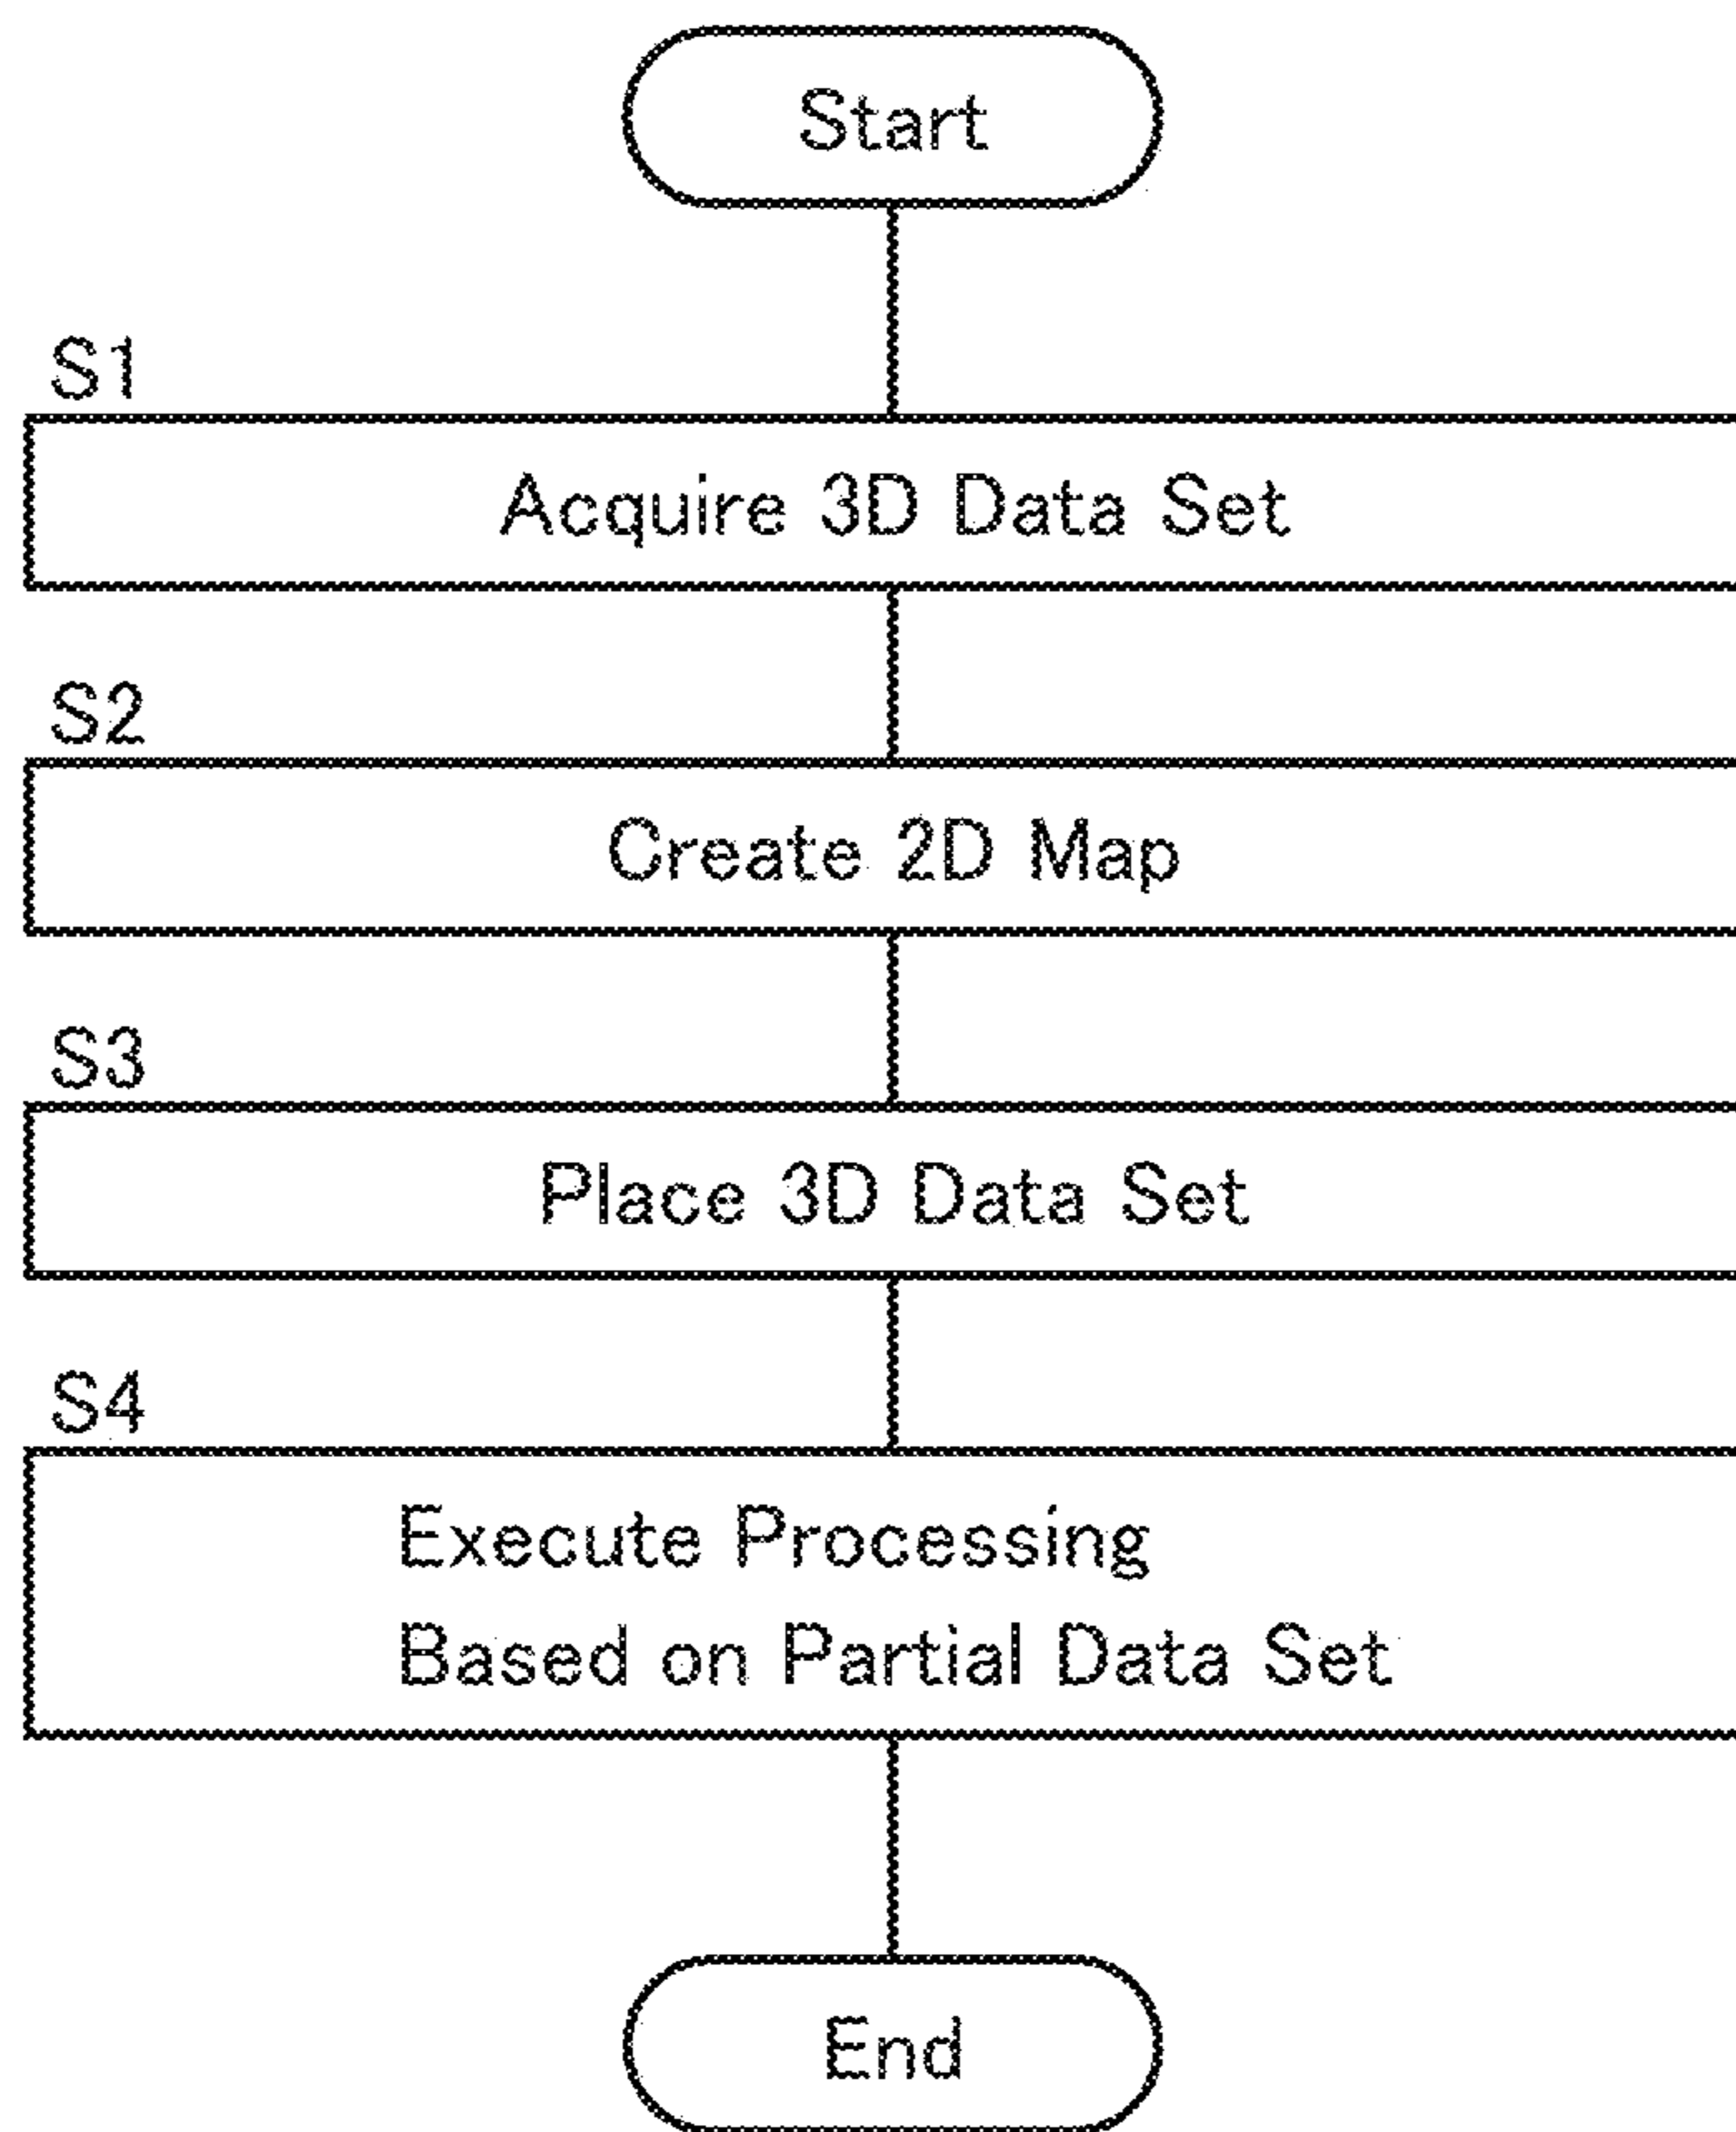 Start
S1
Acquire 3D Data Set
S2
Create 2D Map
S3
Place 3D Data Set
S4
Execute Processing
Based on Partial Data Set
End